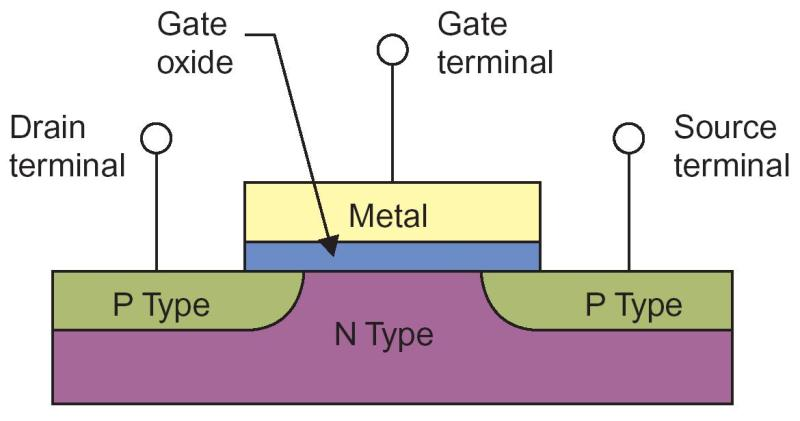 Gate
oxide
Gate
terminal
Drain
terminal
Source
terminal
Metal
P Type
P Type
N Type